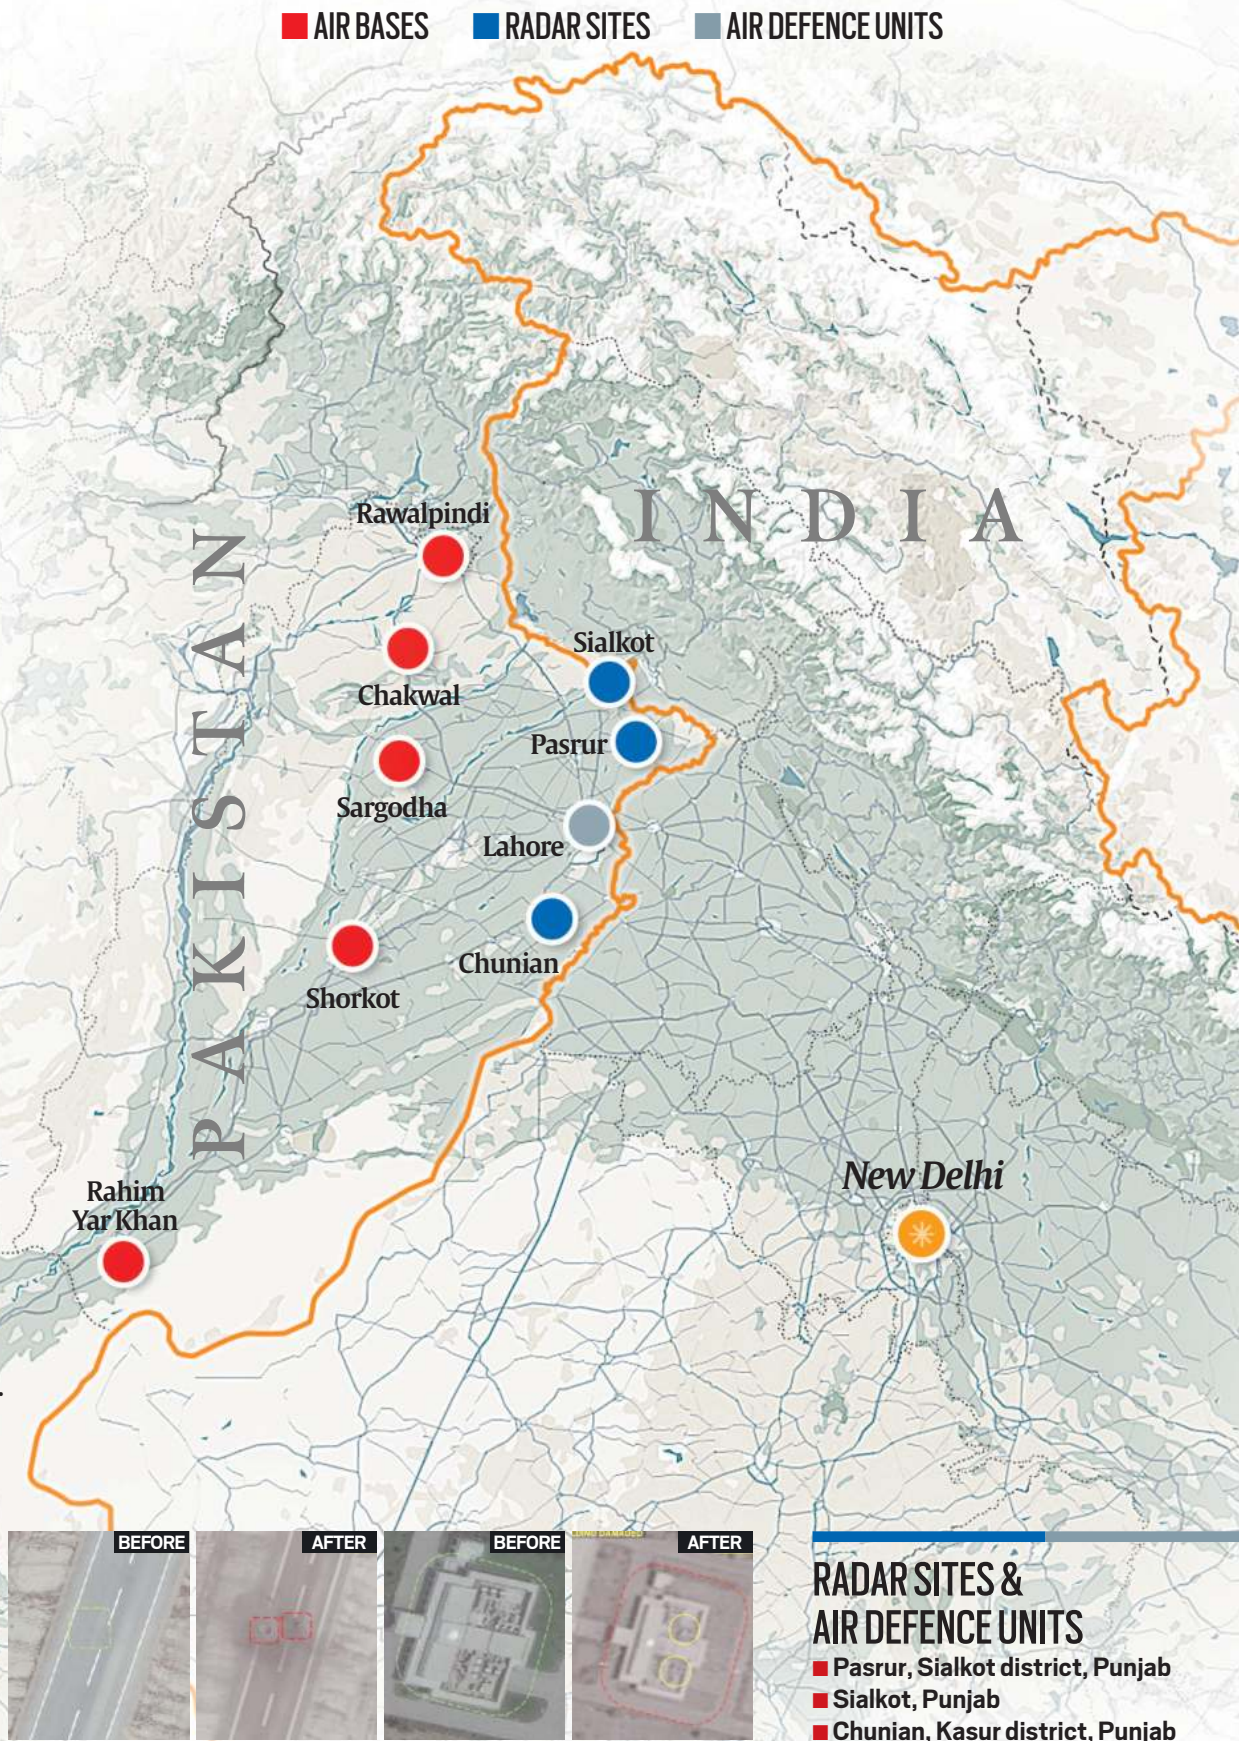 AIR BASES
RADAR SITES
AIR DEFENCE UNITS
INDIA
PAKISTAN
Rawalpindi
Chakwal
Sialkot
Pasrur
Sargodha
Lahore
Chunian
Shorkot
Rahim
Yar Khan
New Delhi
BEFORE
AFTER
BEFORE
AFTER
RADAR SITES &
AIR DEFENCE UNITS
Pasrur, Sialkot district, Punjab
Sialkot, Punjab
Chunian, Kasur district, Punjab